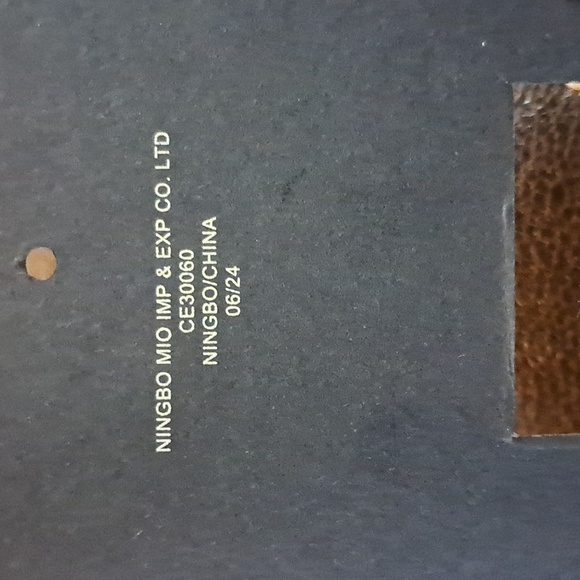 NINGBO MIO IMP & EXP CO. LTD
CE30060
NINGBO/CHINA
06/24